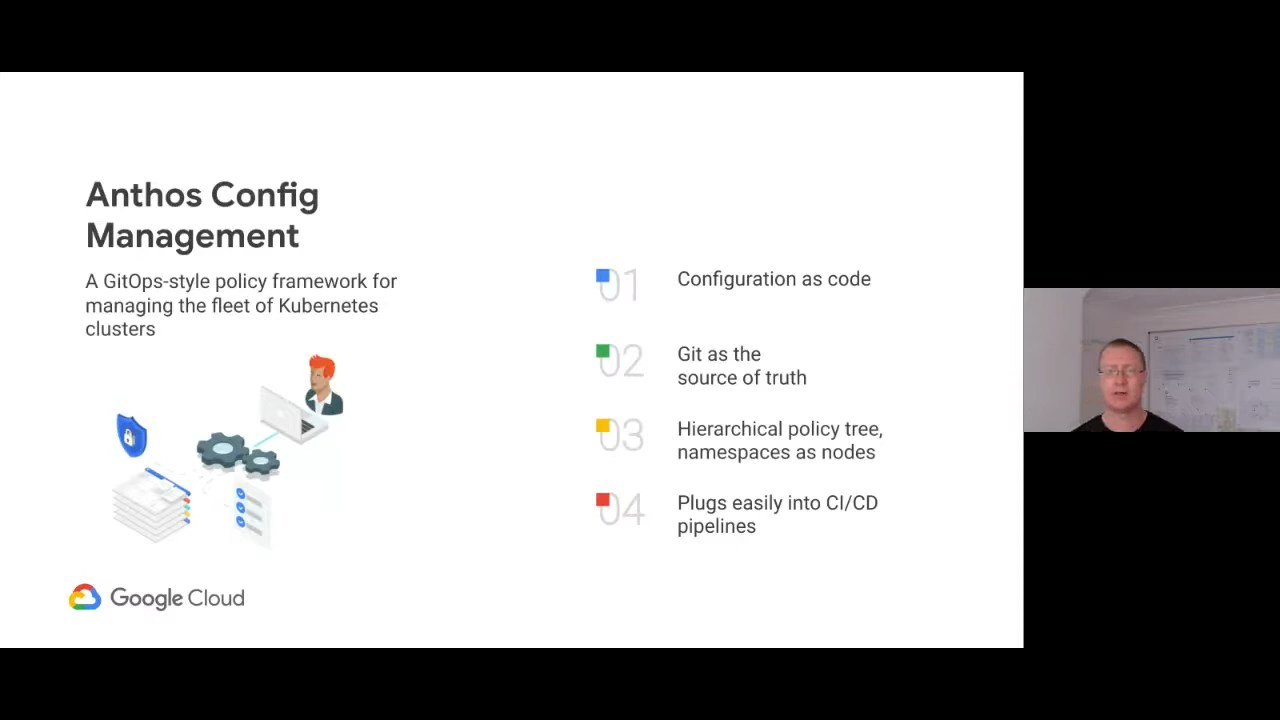 Anthos Config
Management
A GitOps-style policy framework for
managing the fleet of Kubernetes
clusters
01
Configuration as code
02
Git as the
source of truth
03
Hierarchical policy tree,
namespaces as nodes
04
Plugs easily into CI/CD
pipelines
Google Cloud